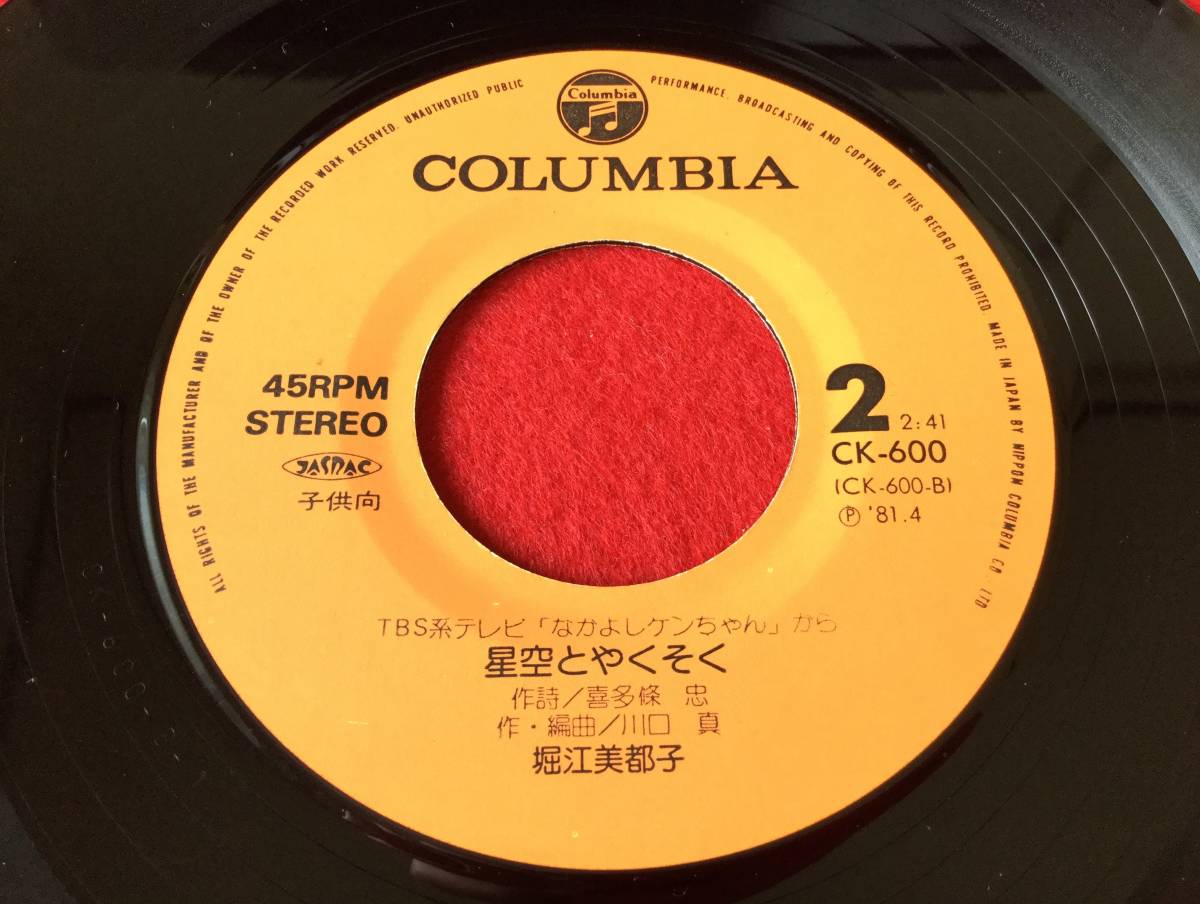 ALL RIGHTS OF THE MANUFACTURER AND OF THE OWNER OF THE RECORDED WORK RESERVED. UNAUTHORIZED PUBLIC PERFORMANCE, BROADCASTING AND COPYING OF THIS RECORD PROHIBITED. MADE IN JAPAN BY NIPPON COLUMBIA CO., LTD
Columbia
COLUMBIA
45RPM
STEREO
JASRAC
子供向
2 2:41
CK-600
(CK-600-B)
Ⓟ '81.4
TBS系テレビ「なかよしケンちゃん」から
星空とやくそく
作詩/喜多條 忠
作・編曲/川口 真
堀江美都子